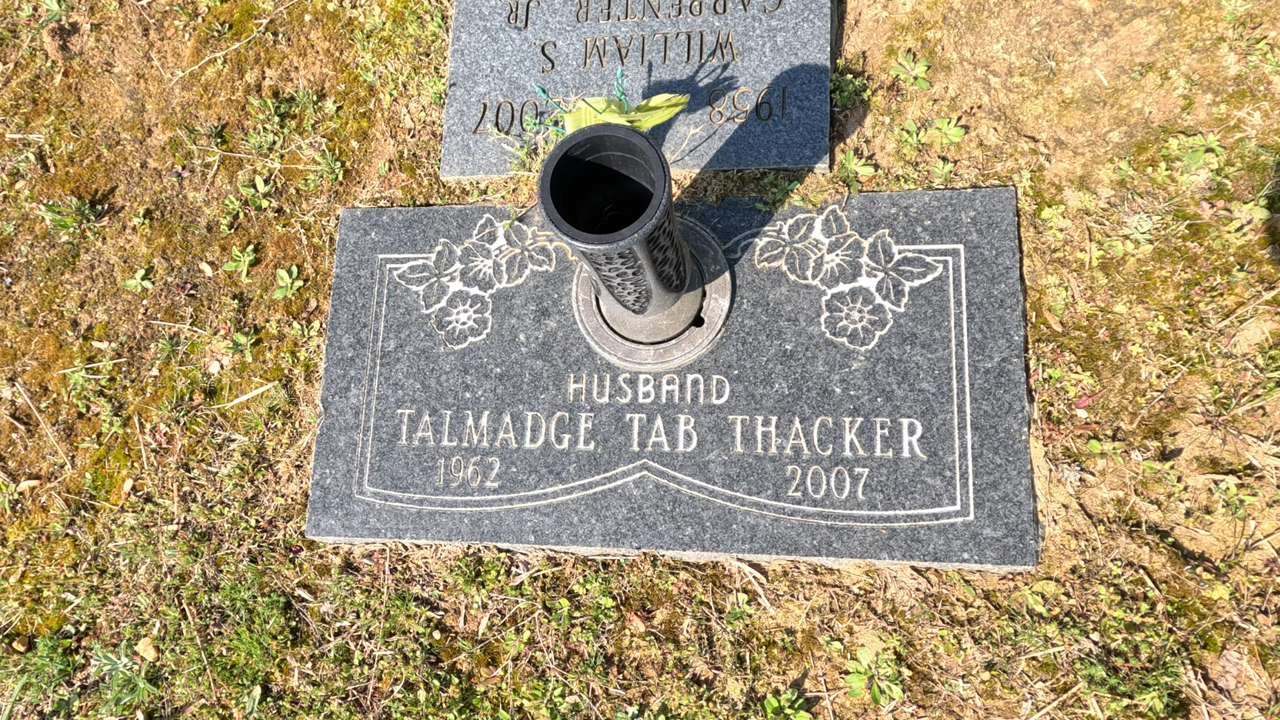 CARPENTER JR
WILLIAM S.
1958 2007
HUSBAND
TALMADGE TAB THACKER
1962 2007